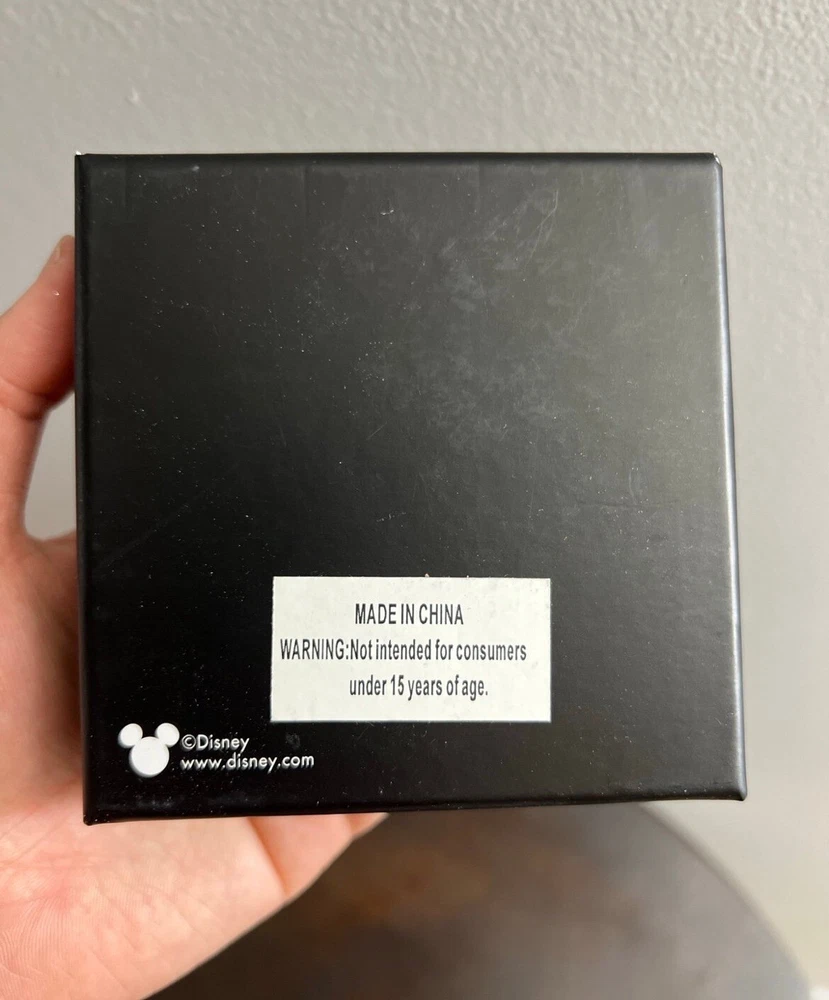 MADE IN CHINA
WARNING:Not intended for consumers
under 15 years of age.
©Disney
www.disney.com